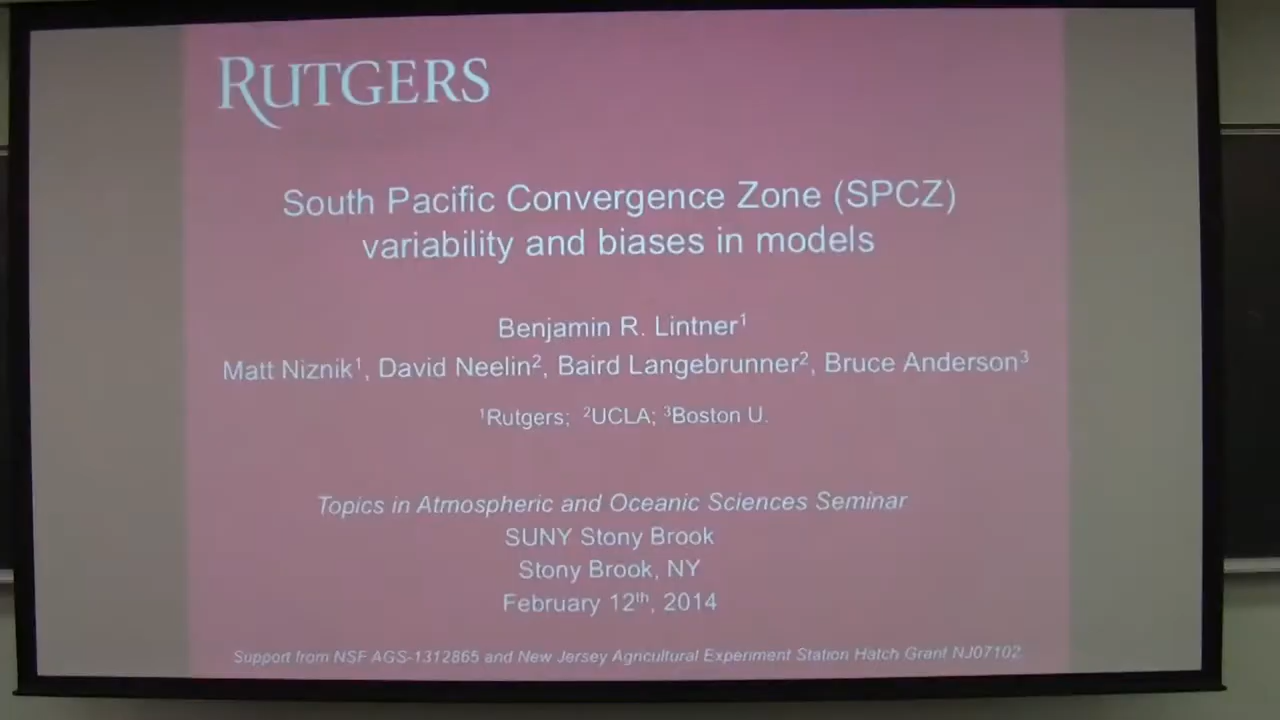 RUTGERS
South Pacific Convergence Zone (SPCZ)
variability and biases in models
Benjamin R. Lintner¹
Matt Niznik¹, David Neelin², Baird Langebrunner², Bruce Anderson³
¹Rutgers; ²UCLA; ³Boston U.
Topics in Atmospheric and Oceanic Sciences Seminar
SUNY Stony Brook
Stony Brook, NY
February 12th, 2014
Support from NSF AGS-1312865 and New Jersey Agricultural Experiment Station Hatch Grant NJ07102